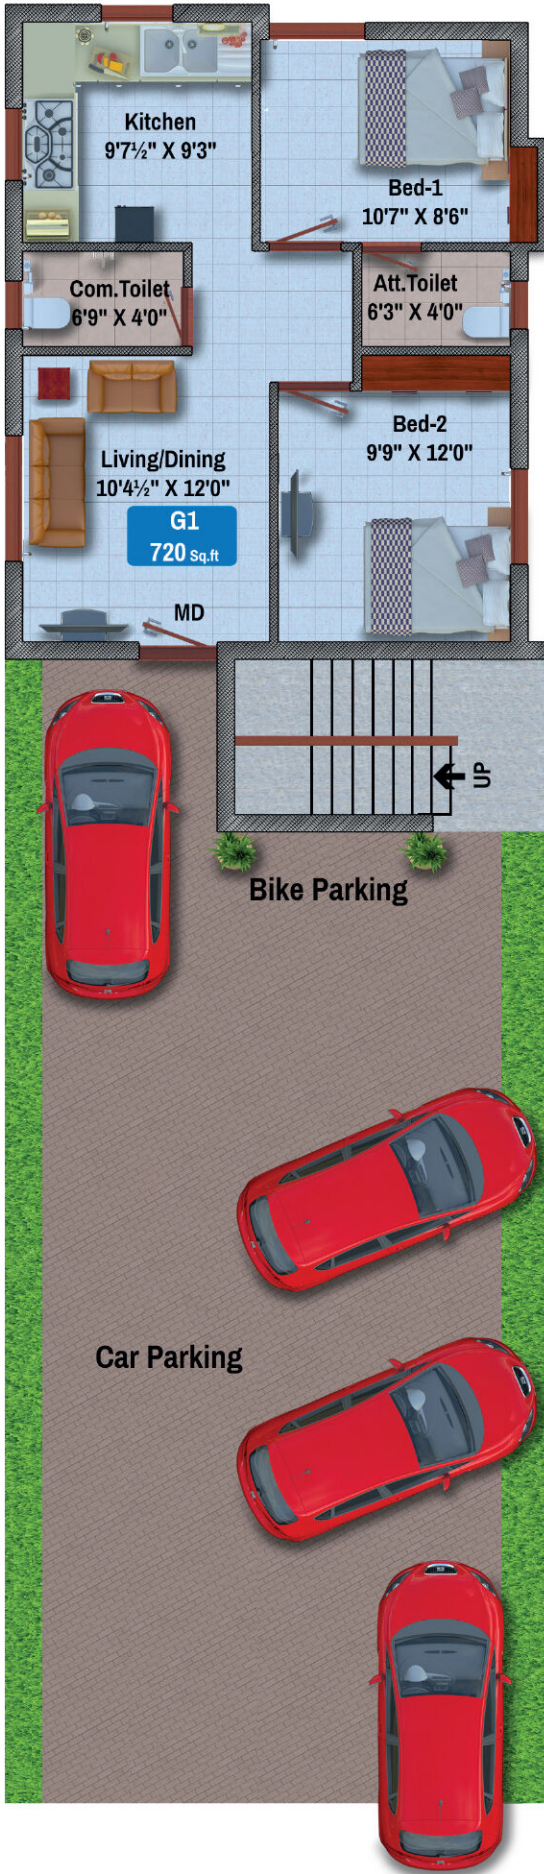 Kitchen
9'7½" X 9'3"
Bed-1
10'7" X 8'6"
Com.Toilet
6'9" X 4'0"
Att.Toilet
6'3" X 4'0"
Living/Dining
10'4½" X 12'0"
G1
720 Sq.ft
Bed-2
9'9" X 12'0"
MD
UP
Bike Parking
Car Parking